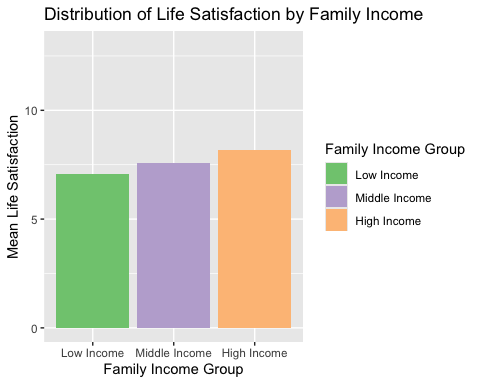 Distribution of Life Satisfaction by Family Income
Mean Life Satisfaction
10
5
0
Low Income
Middle Income
High Income
Family Income Group
Family Income Group
Low Income
Middle Income
High Income